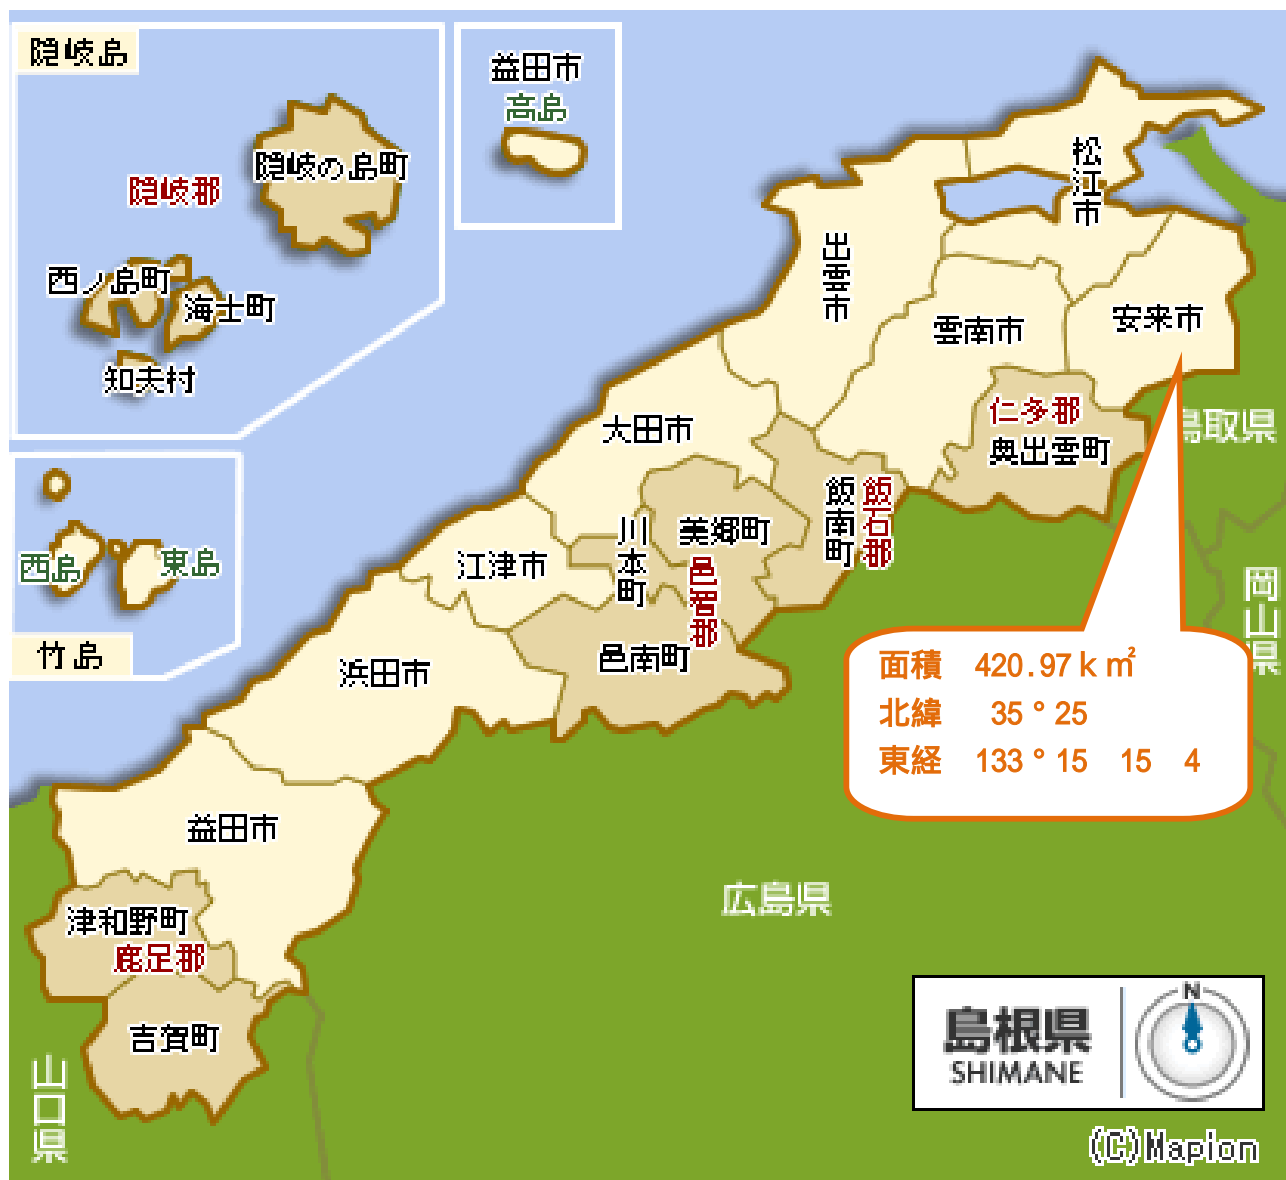 隠岐島
隠岐の島町
隠岐郡
西ノ島町
海士町
知夫村
益田市
高島
西島
東島
竹島
松江市
出雲市
雲南市
安来市
仁多郡
奥出雲町
鳥取県
大田市
飯南町
飯石郡
美郷町
川本町
邑智郡
邑南町
江津市
浜田市
岡山県
面積 420.97k㎡
北緯 35°25
東経 133°15 15 4
益田市
広島県
津和野町
鹿足郡
吉賀町
山口県
島根県
SHIMANE
N
(C)Mapion